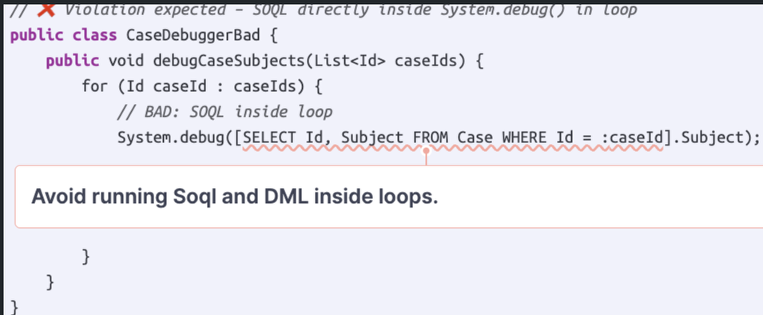 // ❌ Violation expected – SOQL directly inside System.debug() in loop
public class CaseDebuggerBad {
    public void debugCaseSubjects(List<Id> caseIds) {
        for (Id caseId : caseIds) {
            // BAD: SOQL inside loop
            System.debug([SELECT Id, Subject FROM Case WHERE Id = :caseId].Subject);
Avoid running Soql and DML inside loops.
        }
    }
}